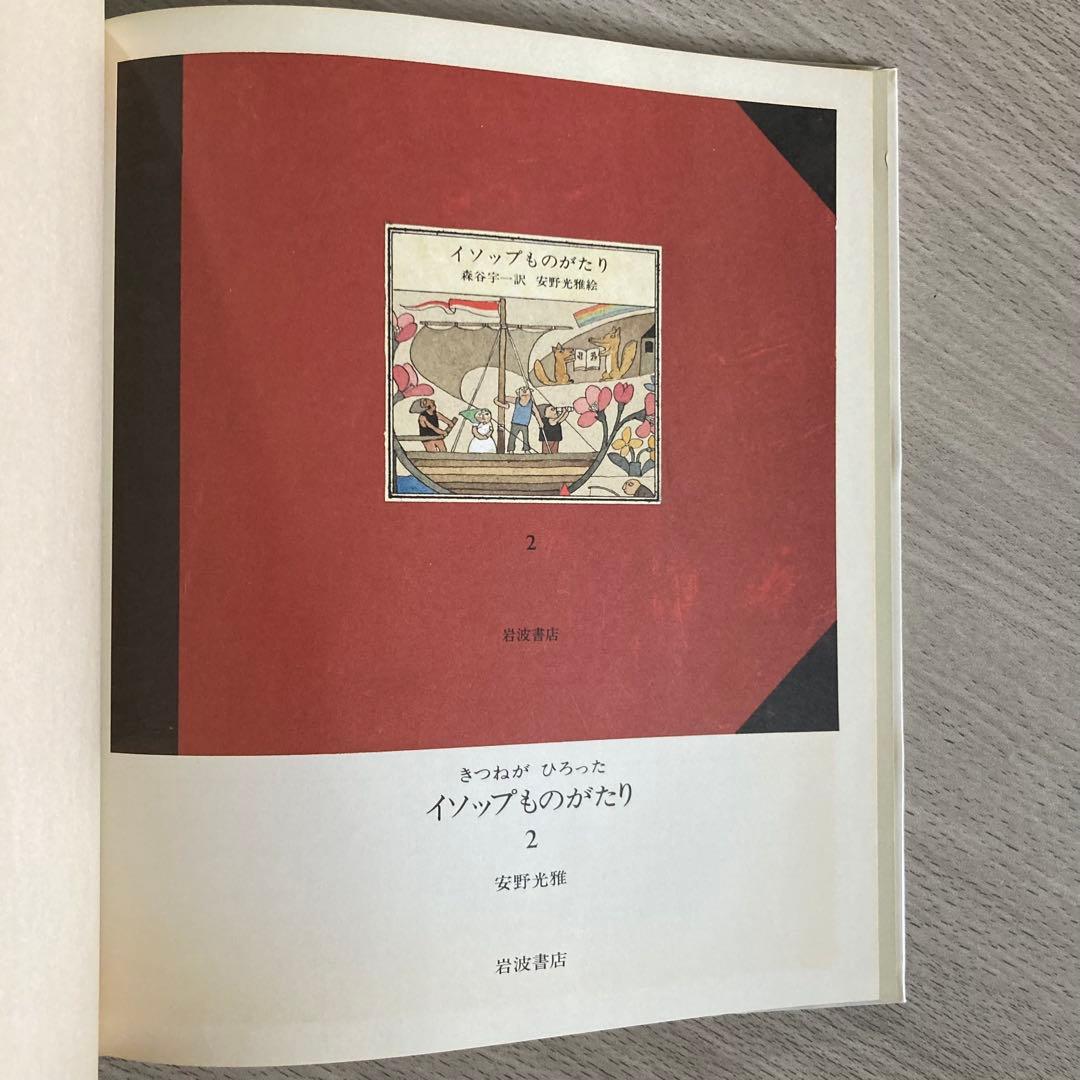 イソップものがたり
森谷宇一訳 安野光雅絵
2
岩波書店
きつねが ひろった
イソップものがたり
2
安野光雅
岩波書店